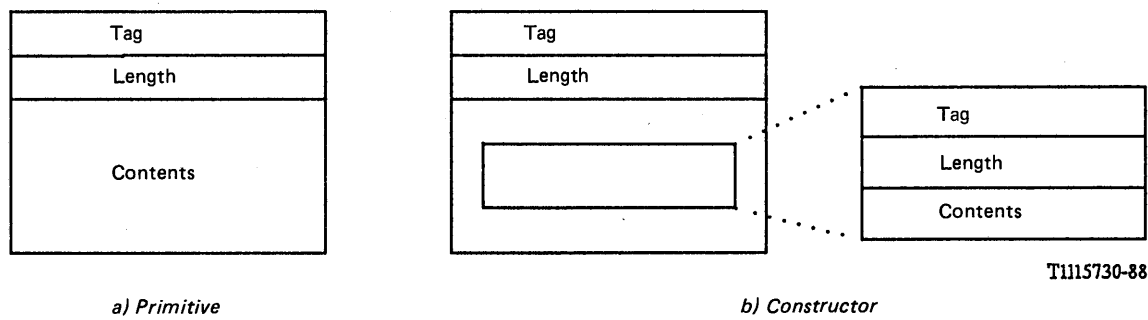 Tag
Length
Contents
Tag
Length
Tag
Length
Contents
T1115730-88
a) Primitive
b) Constructor